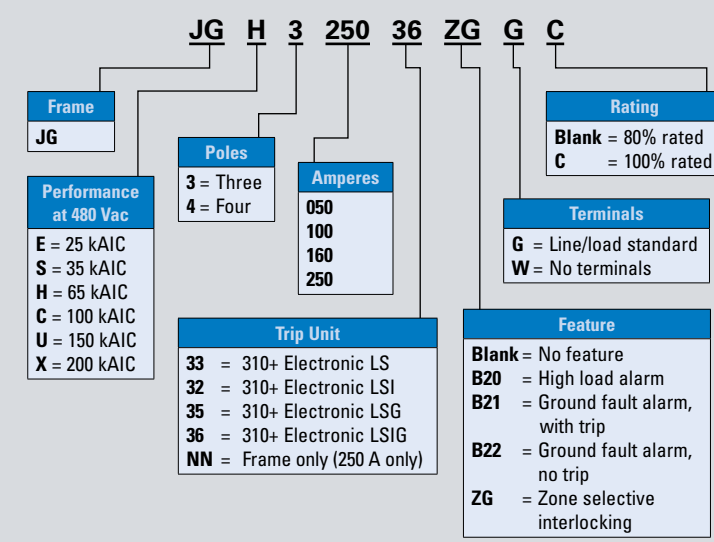 JG H 3 250 36 ZG G C
Frame
JG
Performance
at 480 Vac
E = 25 kAIC
S = 35 kAIC
H = 65 kAIC
C = 100 kAIC
U = 150 kAIC
X = 200 kAIC
Poles
3 = Three
4 = Four
Amperes
050
100
160
250
Trip Unit
33 = 310+ Electronic LS
32 = 310+ Electronic LSI
35 = 310+ Electronic LSG
36 = 310+ Electronic LSIG
NN = Frame only (250 A only)
Rating
Blank = 80% rated
C = 100% rated
Terminals
G = Line/load standard
W = No terminals
Feature
Blank = No feature
B20 = High load alarm
B21 = Ground fault alarm,
with trip
B22 = Ground fault alarm,
no trip
ZG = Zone selective
interlocking